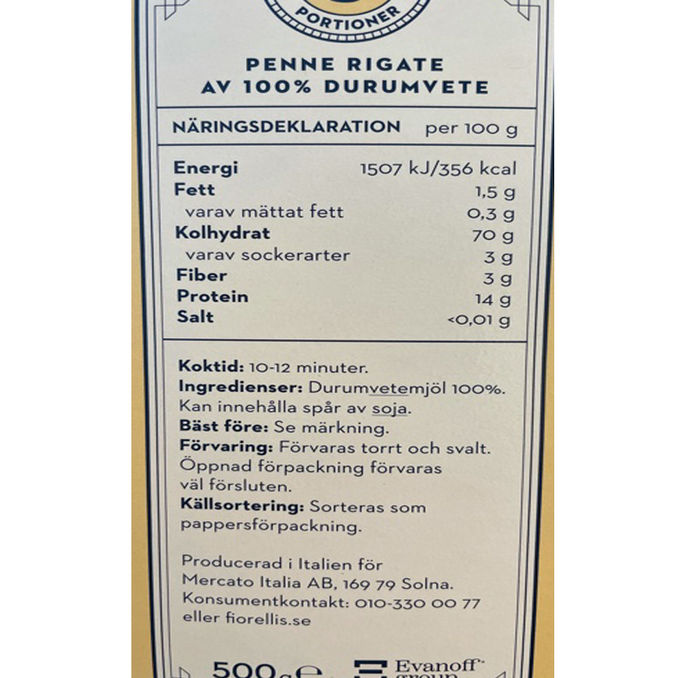 PORTIONER
PENNE RIGATE
AV 100% DURUMVETE
NÄRINGSDEKLARATION per 100 g
Energi 1507 kJ/356 kcal
Fett 1,5 g
varav mättat fett 0,3 g
Kolhydrat 70 g
varav sockerarter 3 g
Fiber 3 g
Protein 14 g
Salt <0,01 g
Koktid: 10-12 minuter.
Ingredienser: Durumvetemjöl 100%.
Kan innehålla spår av soja.
Bäst före: Se märkning.
Förvaring: Förvaras torrt och svalt.
Öppnad förpackning förvaras
väl försluten.
Källsortering: Sorteras som
pappersförpackning.
Producerad i Italien för
Mercato Italia AB, 169 79 Solna.
Konsumentkontakt: 010-330 00 77
eller fiorellis.se
500 g e
Evanoff
group